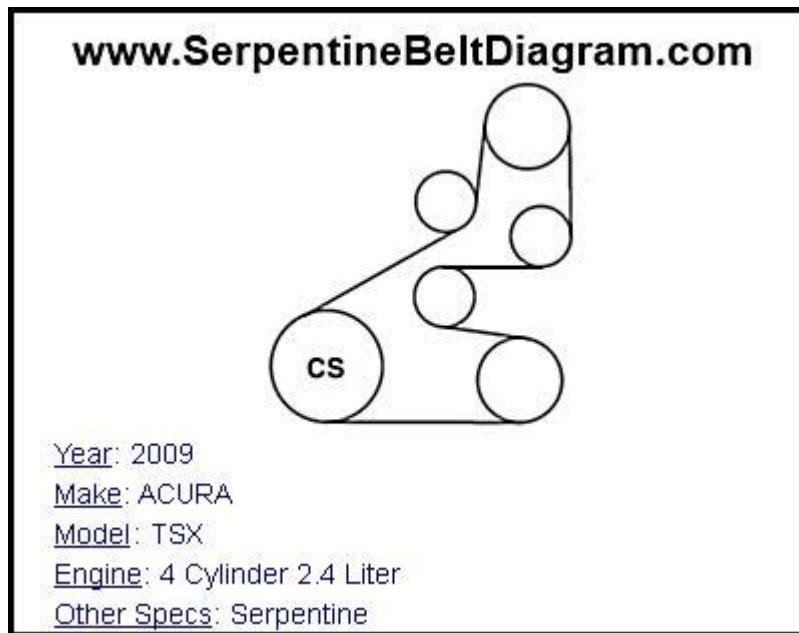 www.SerpentineBeltDiagram.com
CS
Year: 2009
Make: ACURA
Model: TSX
Engine: 4 Cylinder 2.4 Liter
Other Specs: Serpentine